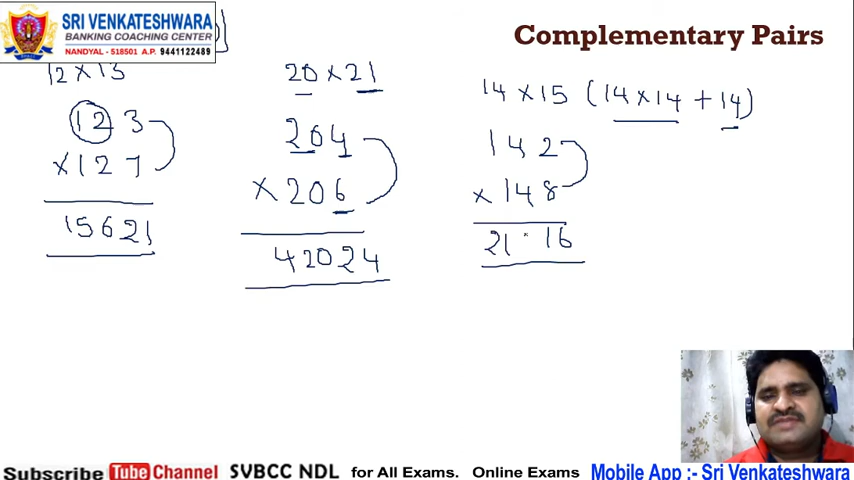 SRI VENKATESHWARA
BANKING COACHING CENTER
NANDYAL - 518501 A.P. 9441122489
Complementary Pairs
12 × 13
123
× 127
15621
20 × 21
204
× 206
42024
14 × 15 (14 × 14 + 14)
142
× 148
21 16
Subscribe YouTube Channel SVBCC NDL for All Exams. Online Exams Mobile App :- Sri Venkateshwara